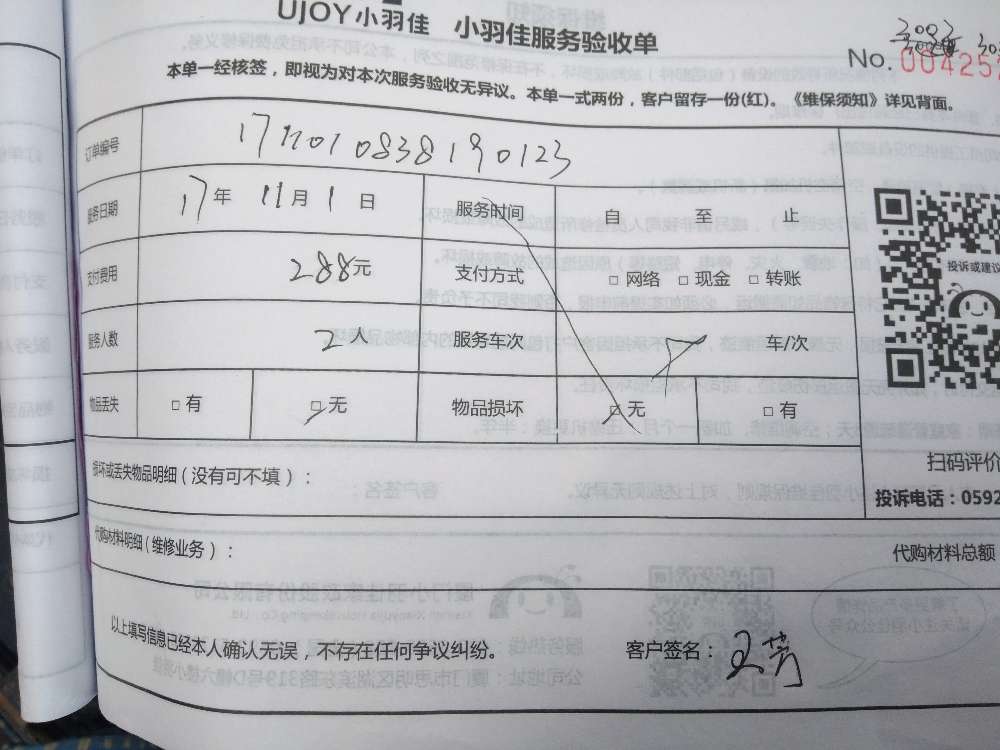 UJOY小羽佳 小羽佳服务验收单
No. 004252
本单一经核签，即视为对本次服务验收无异议。本单一式两份，客户留存一份(红)。《维保须知》详见背面。
订单编号 1711010838190123
服务日期 17年 11月 1日 服务时间 自 至 止
支付费用 288元 支付方式 □ 网络 □ 现金 □ 转账
服务人数 2人 服务车次 车/次
物品丢失 □ 有 □ 无 物品损坏 □ 无 □ 有
投诉或建议
扫码评价
投诉电话：0592
损坏或丢失物品明细（没有可不填）：
代购材料明细（维修业务）： 代购材料总额
以上填写信息已经本人确认无误，不存在任何争议纠纷。 客户签名：